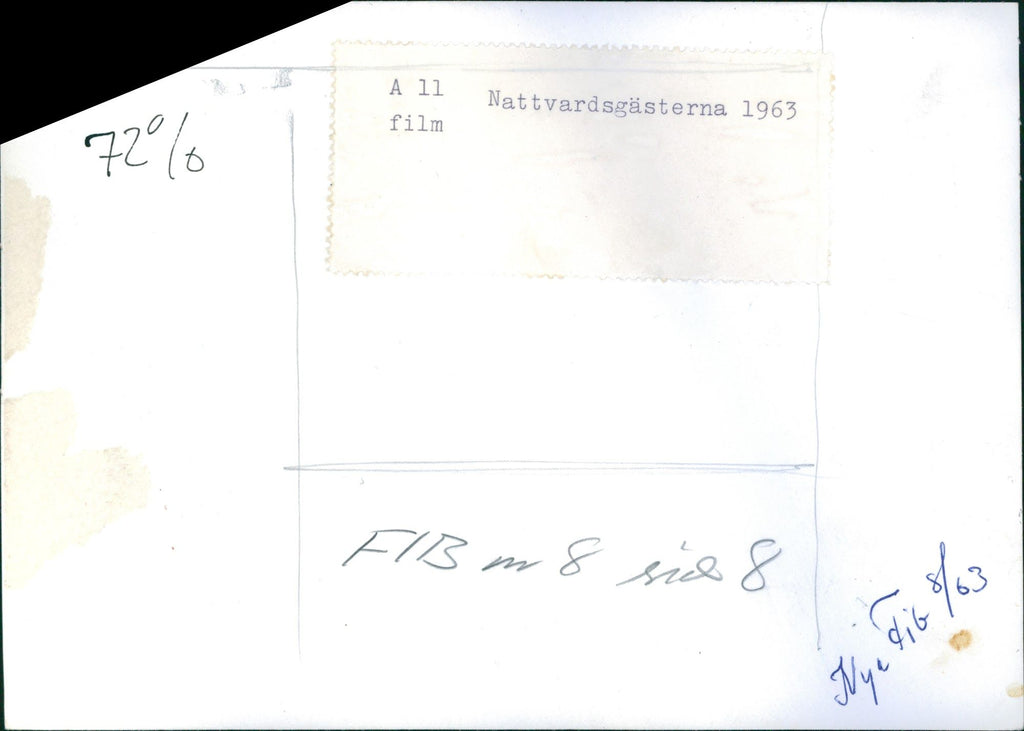 A 11 Nattvardsgästerna 1963
film
72%
FIB nr 8 sid 8
Nya Fib 8/63